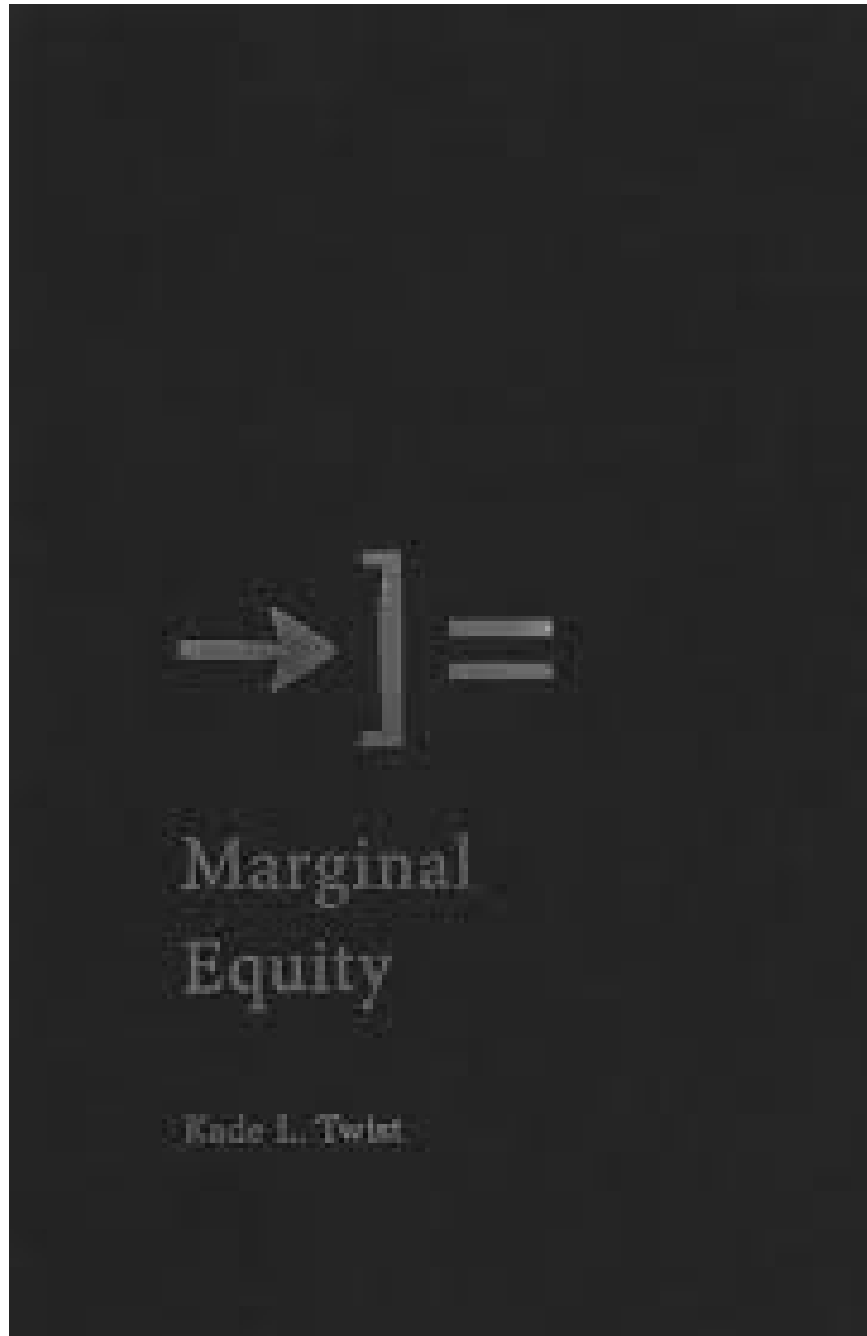 → ] =
Marginal
Equity
Kade L. Twist